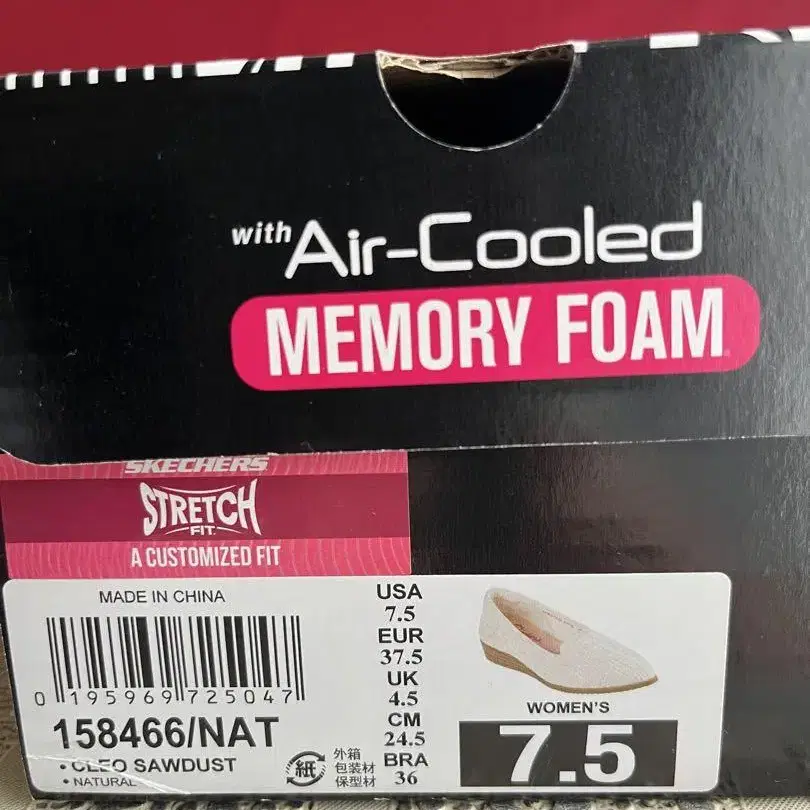 with Air-Cooled
MEMORY FOAM
SKECHERS
STRETCH
FIT
A CUSTOMIZED FIT
MADE IN CHINA
0 195969 725047
158466/NAT
• CLEO SAWDUST
• NATURAL
紙
外箱
包装材
保型材
USA
7.5
EUR
37.5
UK
4.5
CM
24.5
BRA
36
WOMEN'S
7.5